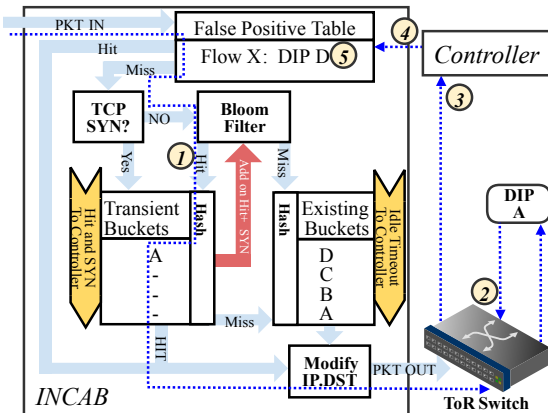 PKT IN
False Positive Table
4
Controller
Hit
Flow X: DIP D
5
Miss
3
TCP
SYN?
NO
Bloom
Filter
1
Yes
Hit
Miss
Add on Hit+ SYN
DIP
A
Hit and SYN
To Controller
Transient
Buckets
Hash
Hash
Existing
Buckets
Idle Timeout
To Controller
A
-
-
-
D
C
B
A
2
Miss
HIT
Modify
IP.DST
PKT OUT
INCAB
ToR Switch